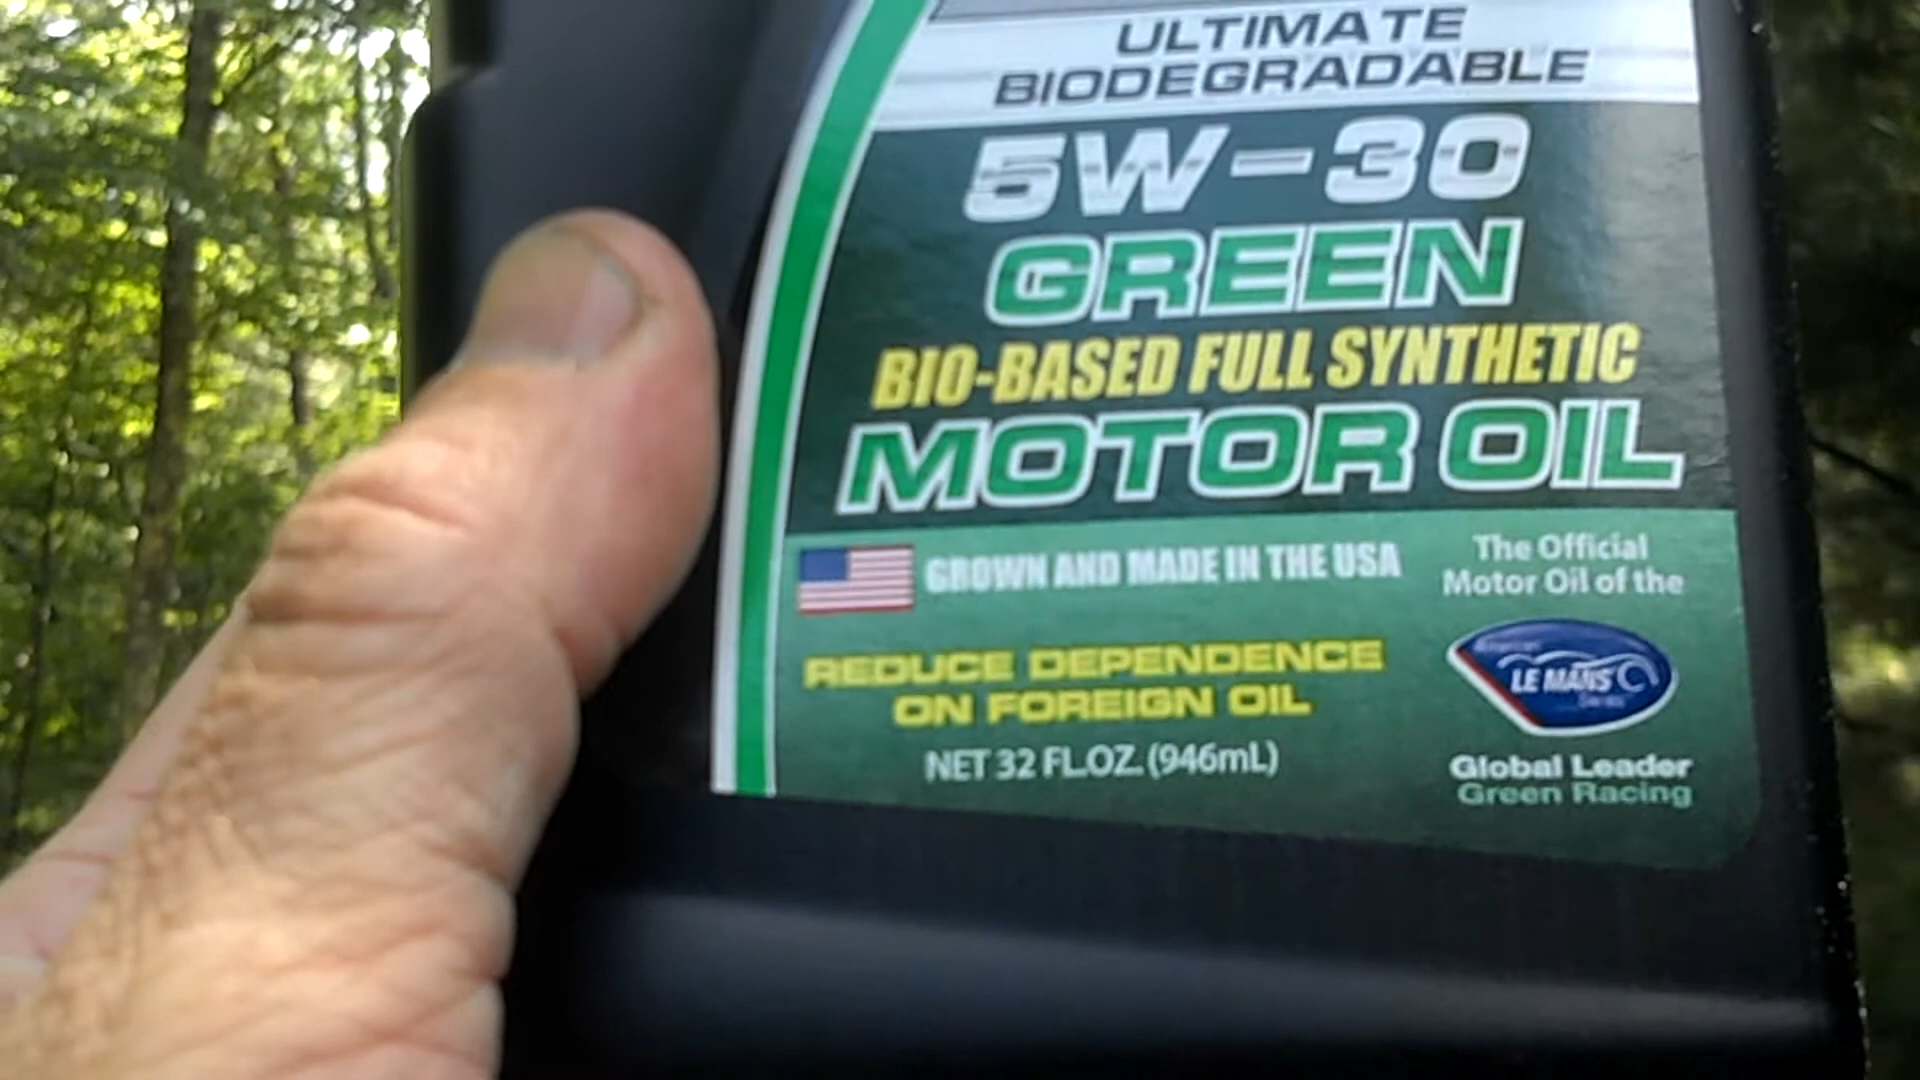 ULTIMATE
BIODEGRADABLE
5W-30
GREEN
BIO-BASED FULL SYNTHETIC
MOTOR OIL
GROWN AND MADE IN THE USA
REDUCE DEPENDENCE
ON FOREIGN OIL
NET 32 FL.OZ. (946mL)
The Official
Motor Oil of the
American
LE MANS
Series
Global Leader
Green Racing